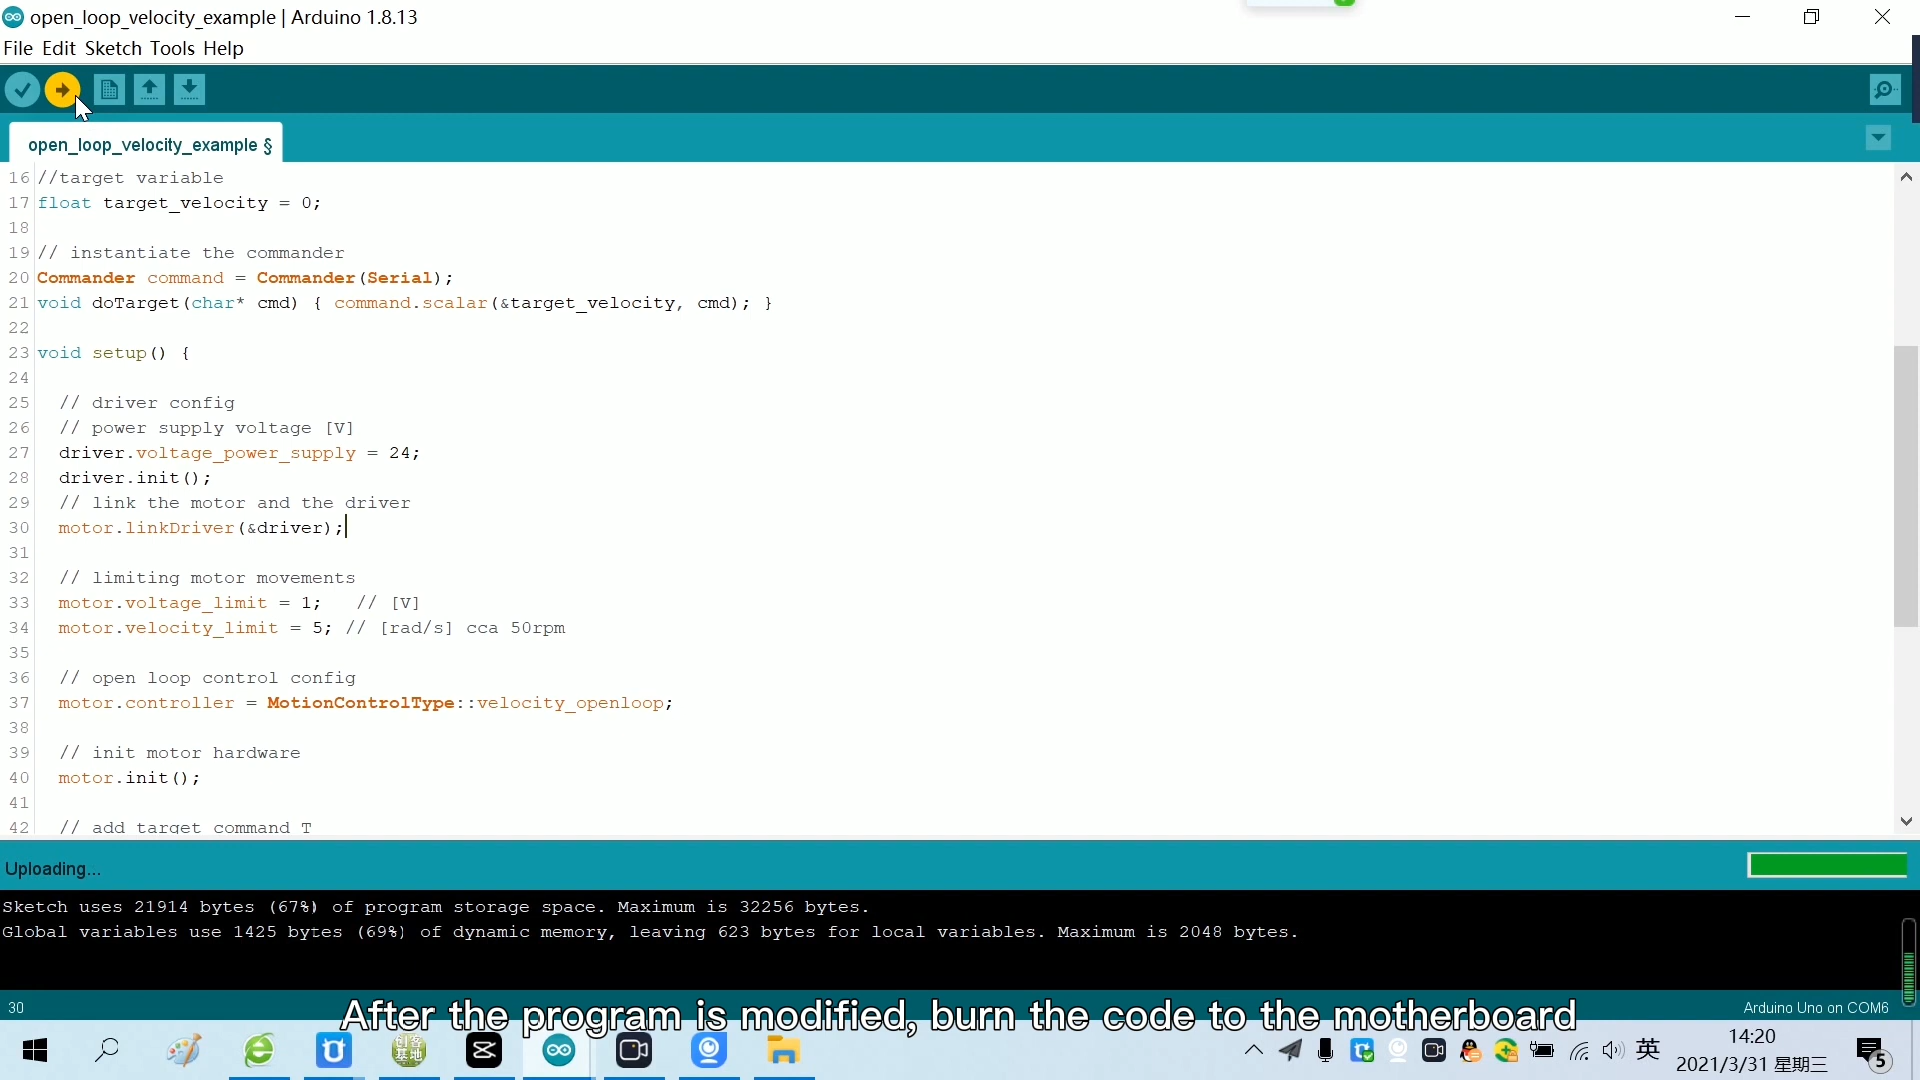 open_loop_velocity_example | Arduino 1.8.13
File Edit Sketch Tools Help
open_loop_velocity_example §
16 //target variable
17 float target_velocity = 0;
18
19 // instantiate the commander
20 Commander command = Commander(Serial);
21 void doTarget(char* cmd) { command.scalar(&target_velocity, cmd); }
22
23 void setup() {
24
25 // driver config
26 // power supply voltage [V]
27 driver.voltage_power_supply = 24;
28 driver.init();
29 // link the motor and the driver
30 motor.linkDriver(&driver);
31
32 // limiting motor movements
33 motor.voltage_limit = 1; // [V]
34 motor.velocity_limit = 5; // [rad/s] cca 50rpm
35
36 // open loop control config
37 motor.controller = MotionControlType::velocity_openloop;
38
39 // init motor hardware
40 motor.init();
41
42 // add target command T
Uploading...
Sketch uses 21914 bytes (67%) of program storage space. Maximum is 32256 bytes.
Global variables use 1425 bytes (69%) of dynamic memory, leaving 623 bytes for local variables. Maximum is 2048 bytes.
30
Arduino Uno on COM6
After the program is modified, burn the code to the motherboard
创客
基地
英
14:20
2021/3/31 星期三
5